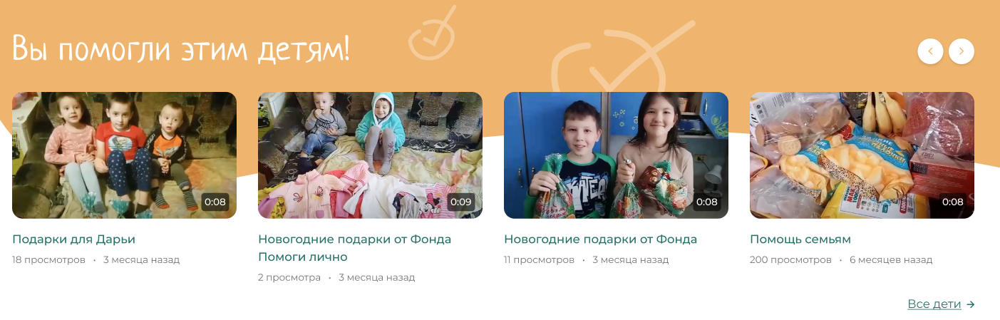 Вы помогли этим детям!
0:08
0:09
0:08
0:08
Подарки для Дарьи
18 просмотров • 3 месяца назад
Новогодние подарки от Фонда
Помоги лично
2 просмотра • 3 месяца назад
Новогодние подарки от Фонда
11 просмотров • 3 месяца назад
Помощь семьям
200 просмотров • 6 месяцев назад
Все дети →